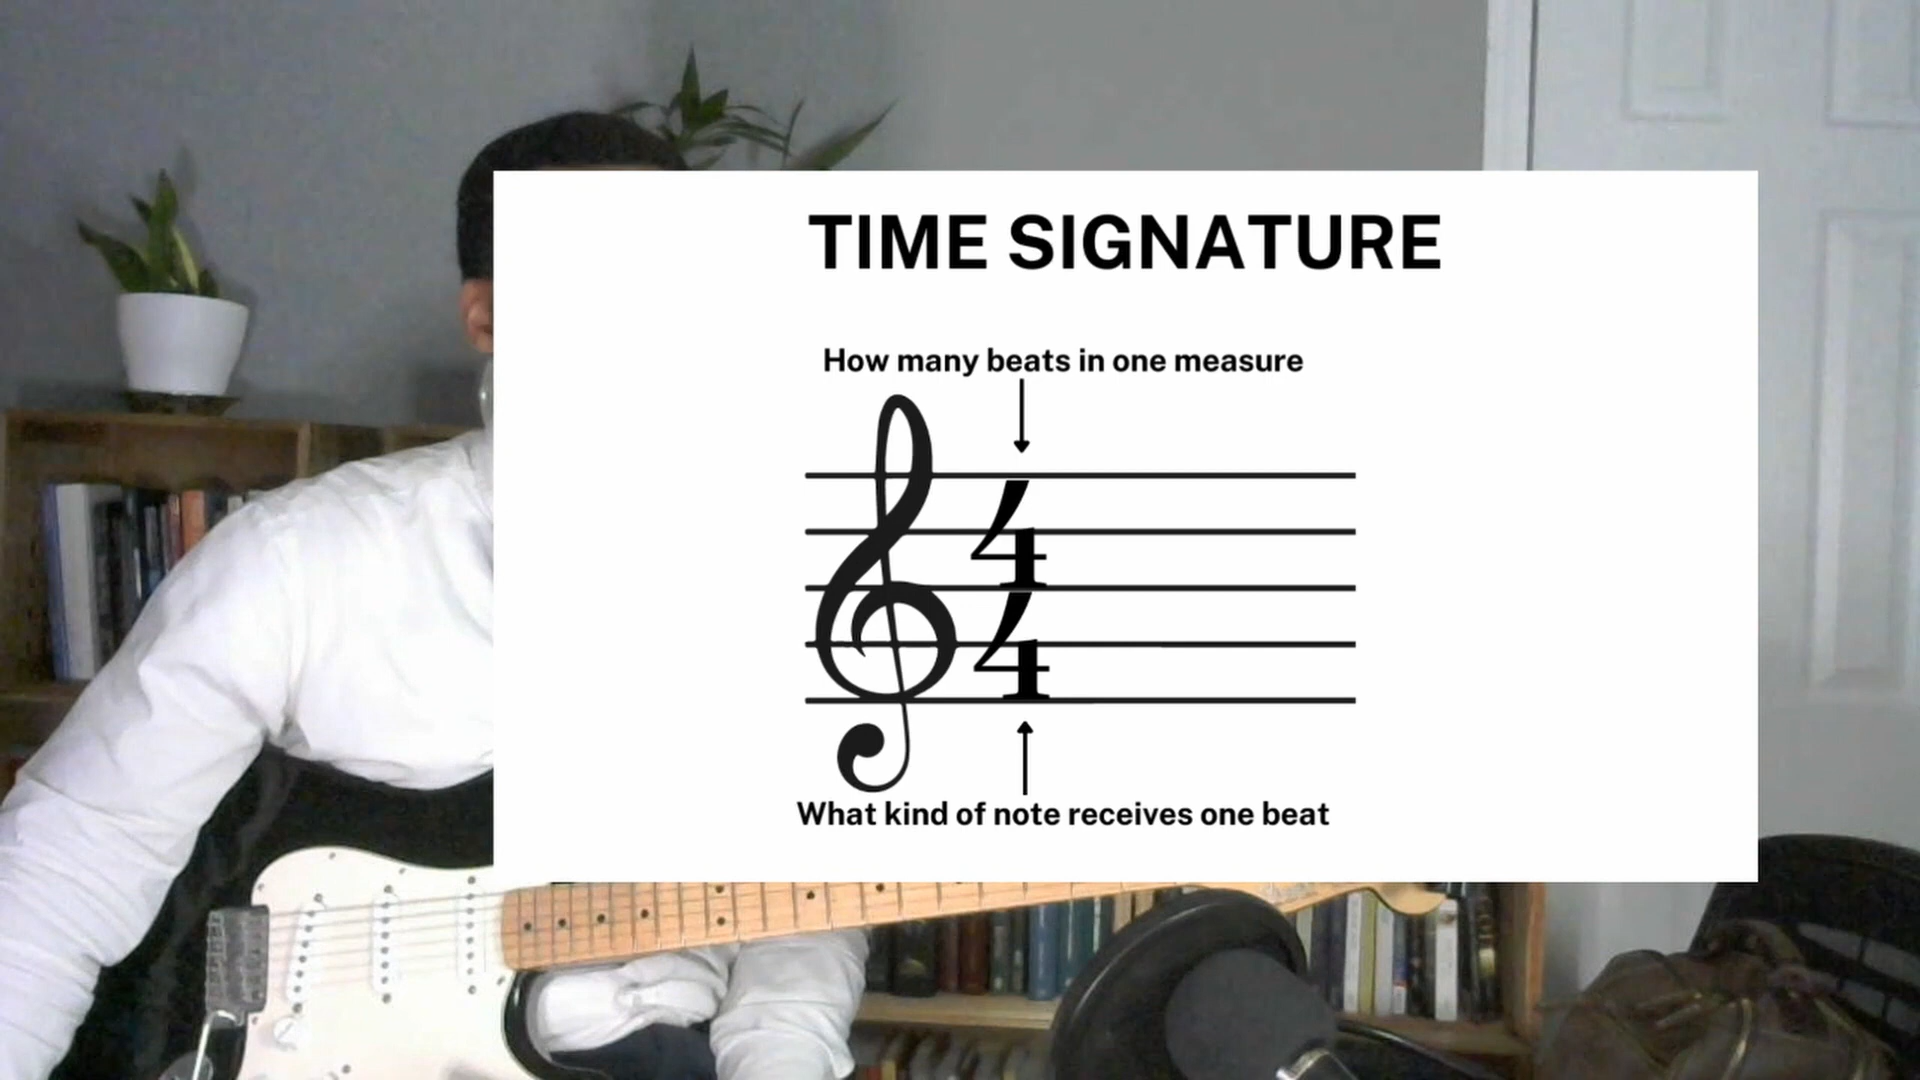 TIME SIGNATURE
How many beats in one measure
4
4
What kind of note receives one beat